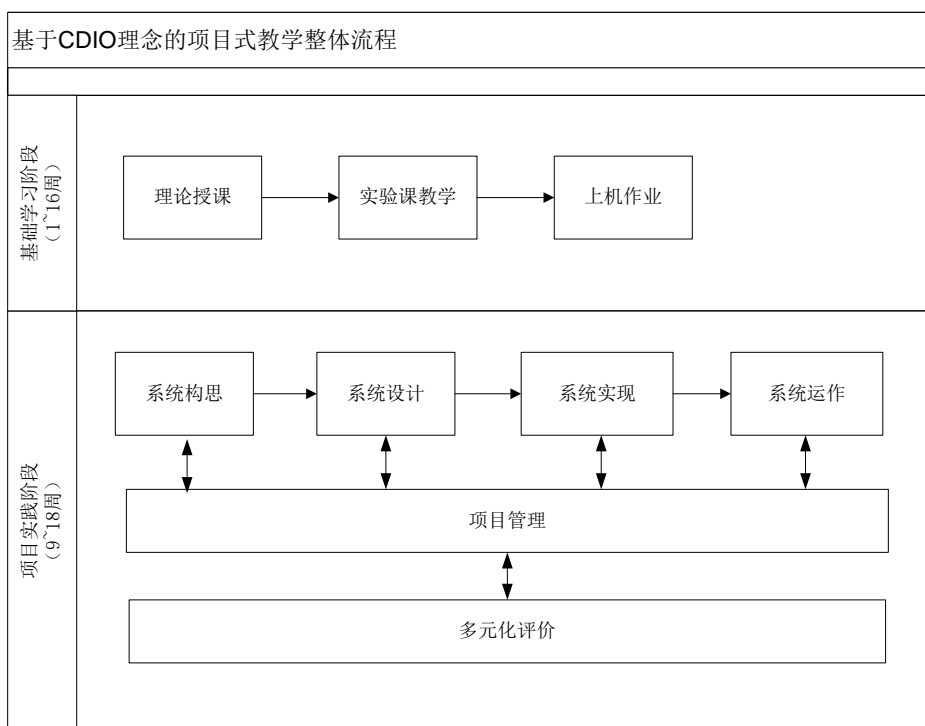 基于CDIO理念的项目式教学整体流程
基础学习阶段
（1~16周）
理论授课
实验课教学
上机作业
项目实践阶段
（9~18周）
系统构思
系统设计
系统实现
系统运作
项目管理
多元化评价